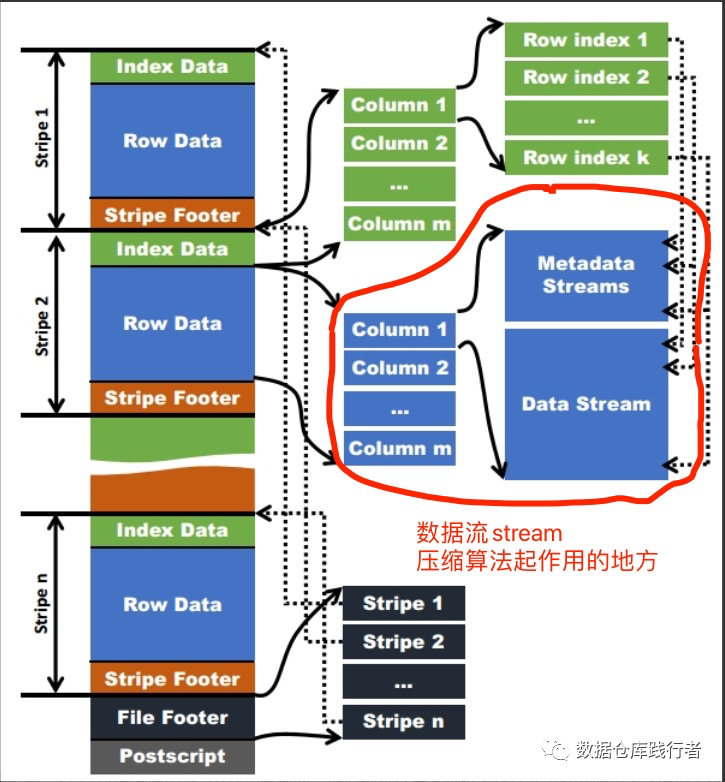 Stripe 1
Index Data
Row Data
Stripe Footer
Stripe 2
Index Data
Row Data
Stripe Footer
Stripe n
Index Data
Row Data
Stripe Footer
File Footer
Postscript
Column 1
Column 2
...
Column m
Row index 1
Row index 2
...
Row index k
Column 1
Column 2
...
Column m
Metadata
Streams
Data Stream
数据流stream
压缩算法起作用的地方
Stripe 1
Stripe 2
...
Stripe n
数据仓库践行者